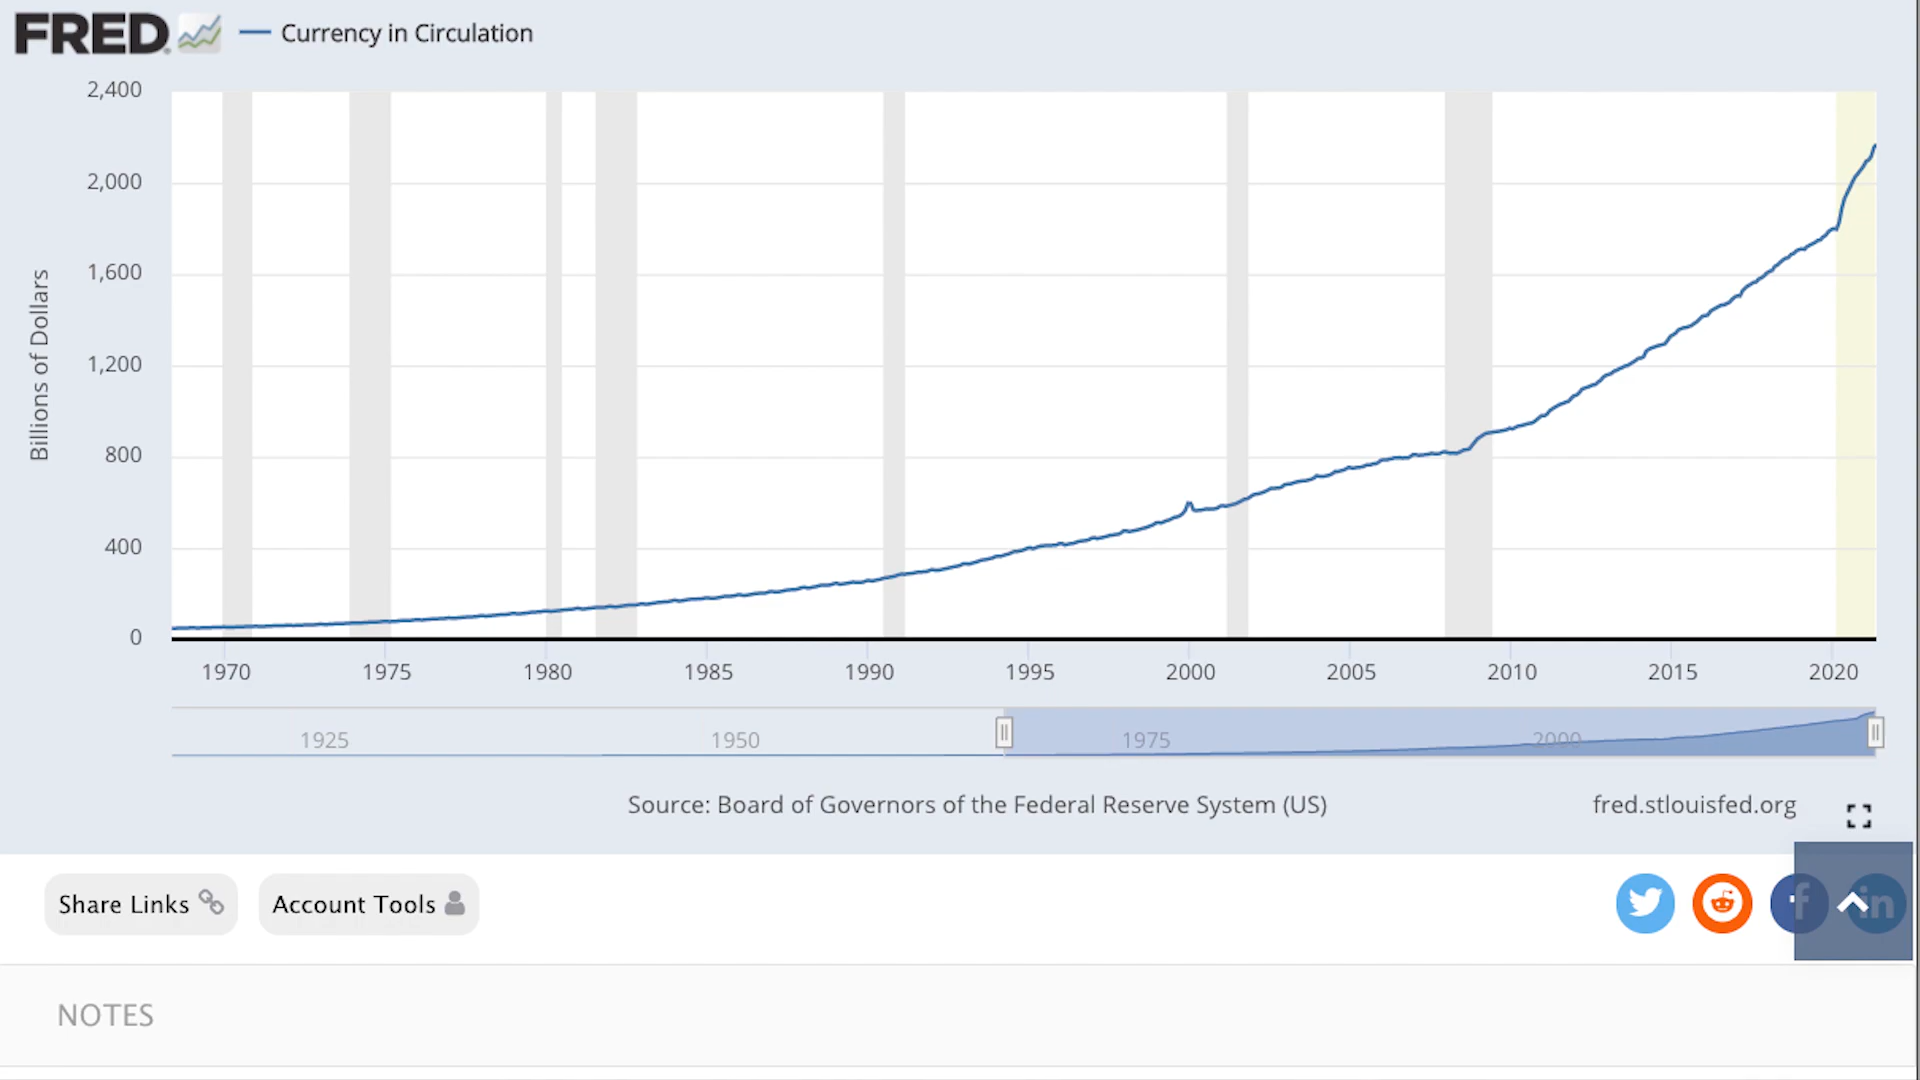 FRED
Currency in Circulation
2,400
2,000
1,600
1,200
800
400
0
Billions of Dollars
1970 1975 1980 1985 1990 1995 2000 2005 2010 2015 2020
1925 1950 1975 2000
Source: Board of Governors of the Federal Reserve System (US) fred.stlouisfed.org
Share Links Account Tools f in
NOTES